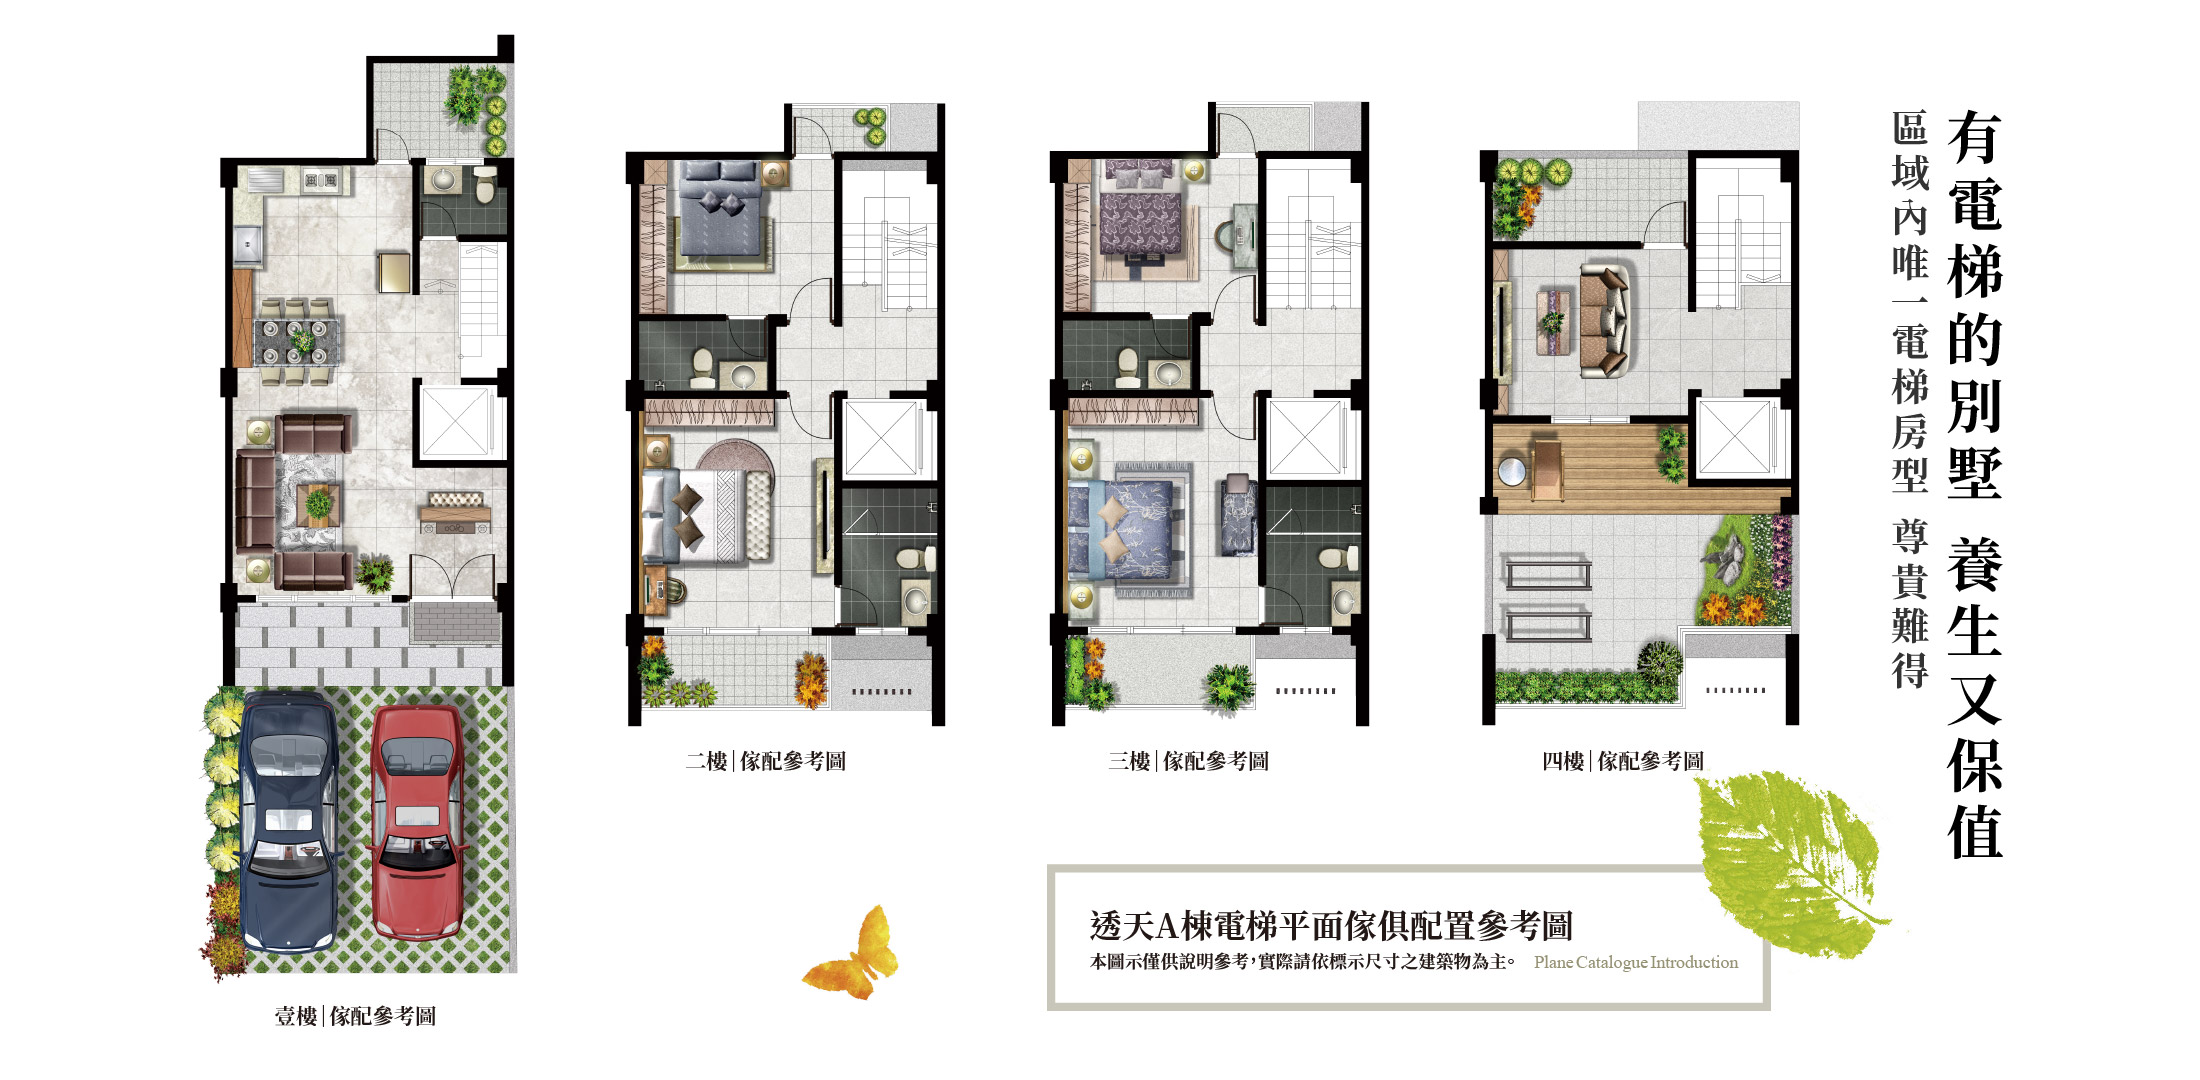 有電梯的別墅 養生又保值
區域內唯一電梯房型 尊貴難得
壹樓|傢配參考圖
二樓|傢配參考圖
三樓|傢配參考圖
四樓|傢配參考圖
透天A棟電梯平面傢俱配置參考圖
本圖示僅供說明參考,實際請依標示尺寸之建築物為主。 Plane Catalogue Introduction